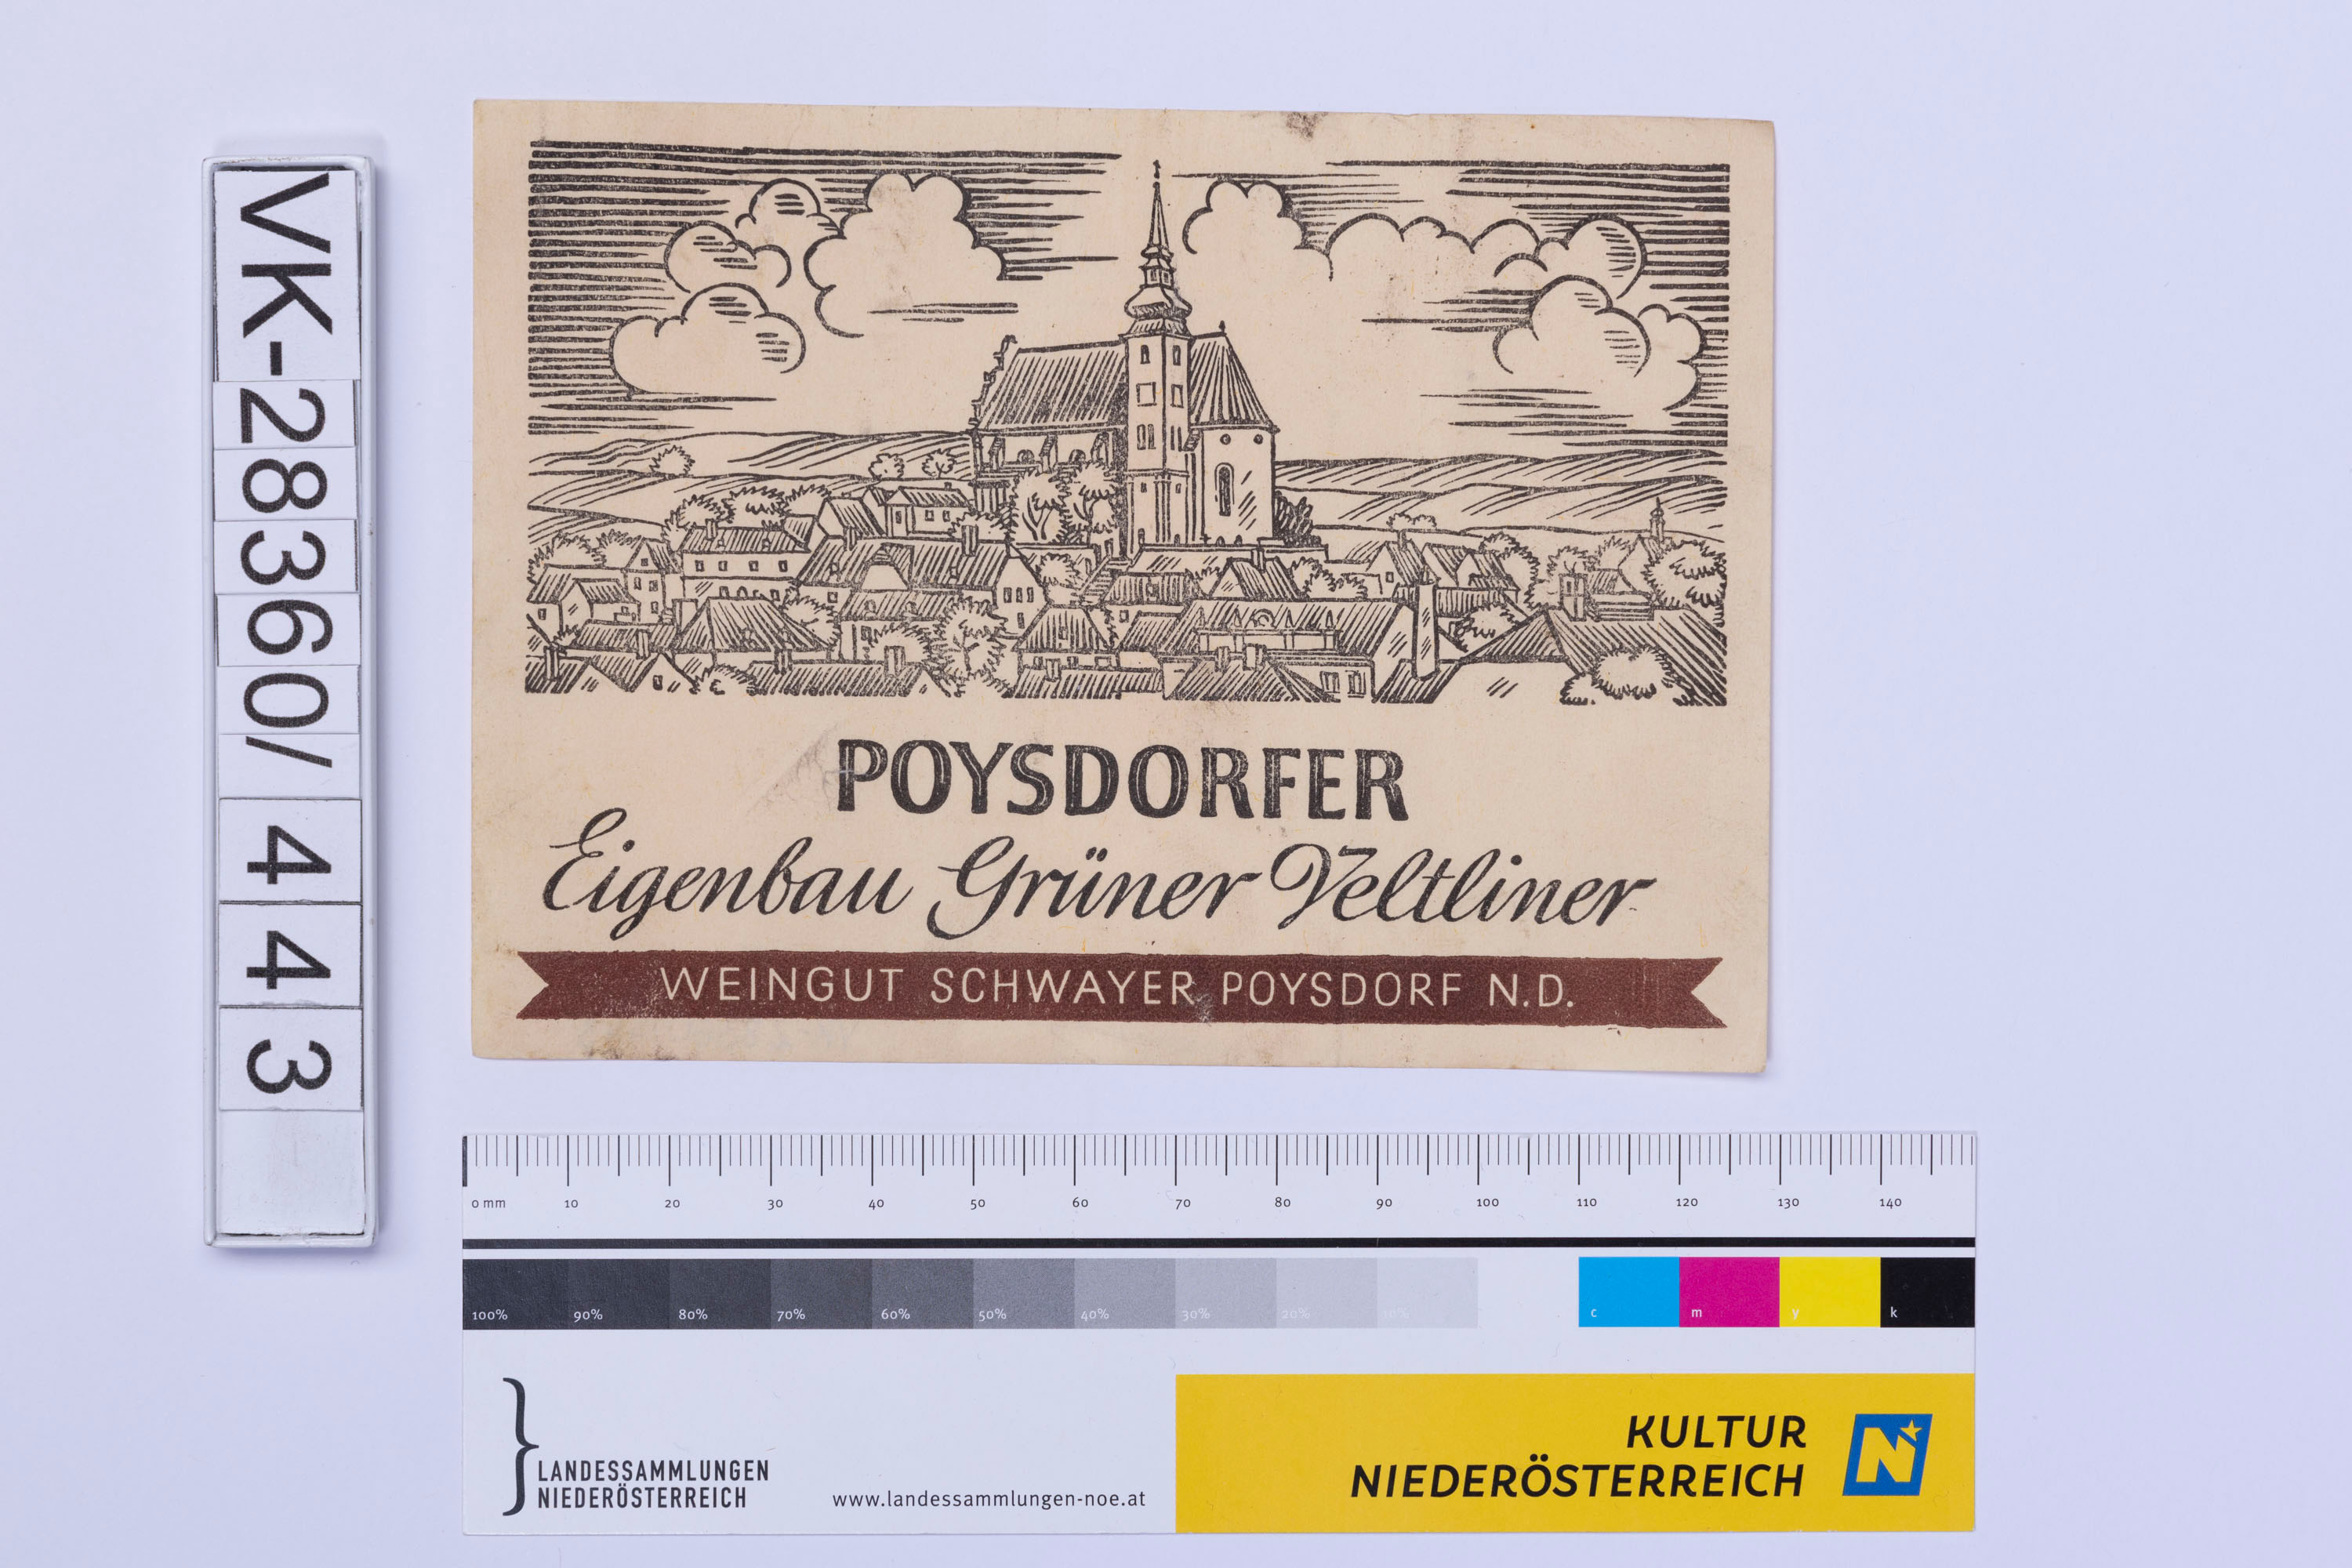 VK-28360/443
POYSDORFER
Eigenbau Grüner Veltliner
WEINGUT SCHWAYER POYSDORF N.D.
0 mm 10 20 30 40 50 60 70 80 90 100 110 120 130 140
100% 90% 80% 70% 60% 50% 40% 30% 20% 10% c m y k
LANDESSAMMLUNGEN
NIEDERÖSTERREICH
www.landessammlungen-noe.at
KULTUR
NIEDERÖSTERREICH
N